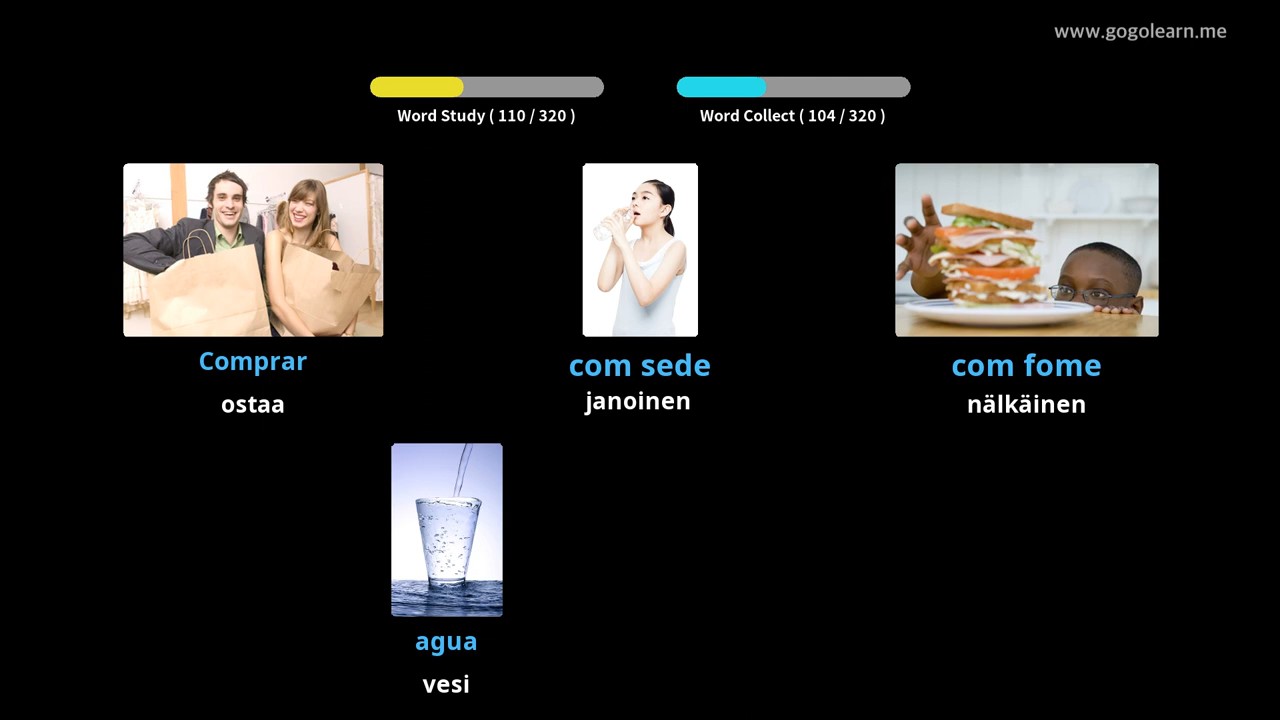 www.gogolearn.me
Word Study ( 110 / 320 )
Word Collect ( 104 / 320 )
Comprar
ostaa
com sede
janoinen
com fome
nälkäinen
agua
vesi